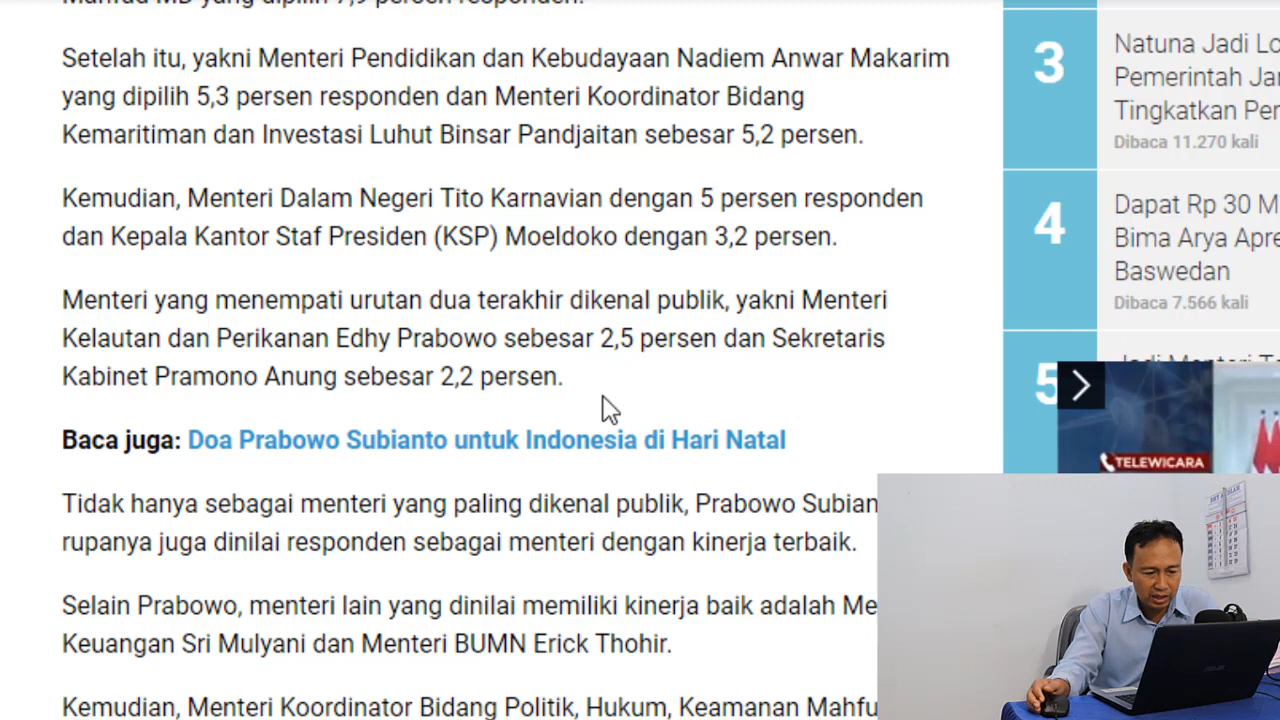 Setelah itu, yakni Menteri Pendidikan dan Kebudayaan Nadiem Anwar Makarim
yang dipilih 5,3 persen responden dan Menteri Koordinator Bidang
Kemaritiman dan Investasi Luhut Binsar Pandjaitan sebesar 5,2 persen.
Kemudian, Menteri Dalam Negeri Tito Karnavian dengan 5 persen responden
dan Kepala Kantor Staf Presiden (KSP) Moeldoko dengan 3,2 persen.
Menteri yang menempati urutan dua terakhir dikenal publik, yakni Menteri
Kelautan dan Perikanan Edhy Prabowo sebesar 2,5 persen dan Sekretaris
Kabinet Pramono Anung sebesar 2,2 persen.
Baca juga: Doa Prabowo Subianto untuk Indonesia di Hari Natal
Tidak hanya sebagai menteri yang paling dikenal publik, Prabowo Subian
rupanya juga dinilai responden sebagai menteri dengan kinerja terbaik.
Selain Prabowo, menteri lain yang dinilai memiliki kinerja baik adalah Me
Keuangan Sri Mulyani dan Menteri BUMN Erick Thohir.
Kemudian, Menteri Koordinator Bidang Politik, Hukum, Keamanan Mahfu
3
Natuna Jadi Lo
Pemerintah Jar
Tingkatkan Per
Dibaca 11.270 kali
4
Dapat Rp 30 M
Bima Arya Apre
Baswedan
Dibaca 7.566 kali
5
TELEWICARA
ASUS